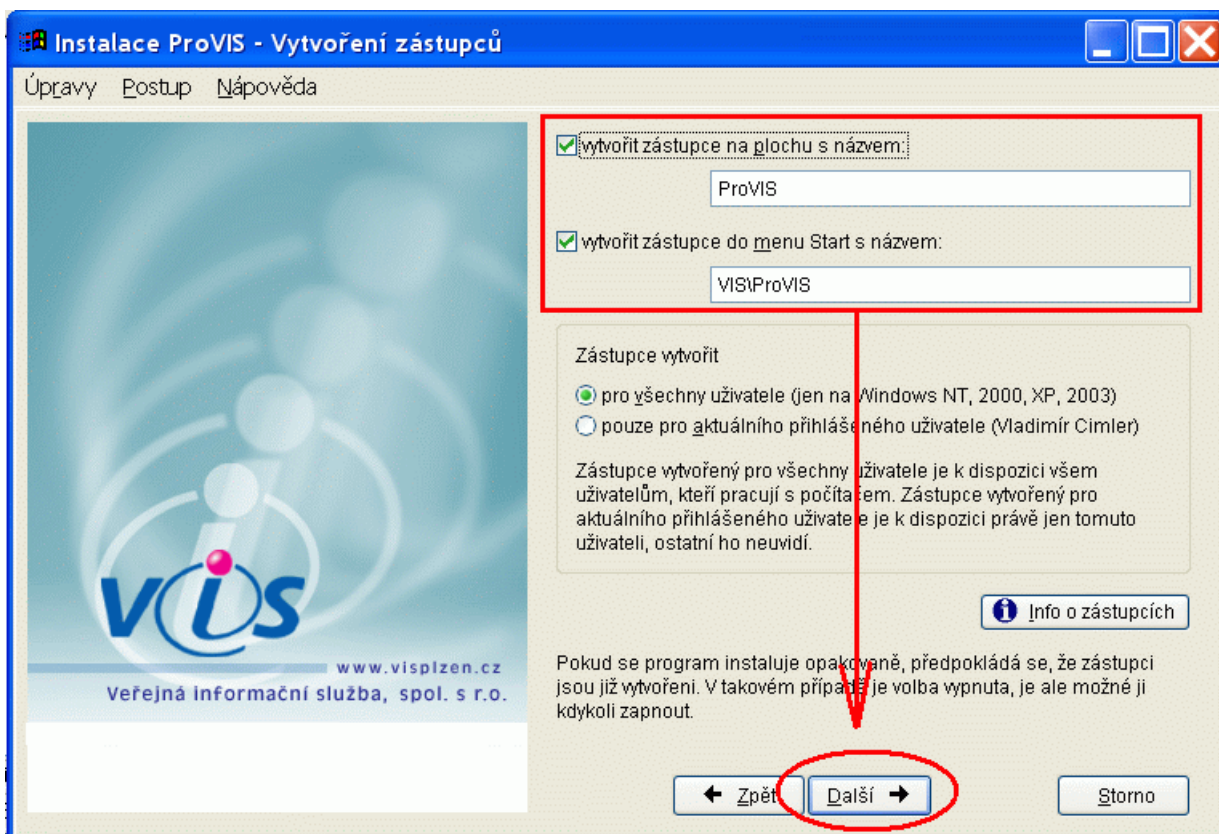 Instalace ProVIS - Vytvoření zástupců
Úpravy Postup Nápověda
vytvořit zástupce na plochu s názvem:
ProVIS
vytvořit zástupce do menu Start s názvem:
VIS\ProVIS
Zástupce vytvořit
pro všechny uživatele (jen na Windows NT, 2000, XP, 2003)
pouze pro aktuálního přihlášeného uživatele (Vladimír Cimler)
Zástupce vytvořený pro všechny uživatele je k dispozici všem
uživatelům, kteří pracují s počítačem. Zástupce vytvořený pro
aktuálního přihlášeného uživatele je k dispozici právě jen tomuto
uživateli, ostatní ho neuvidí.
Info o zástupcích
Pokud se program instaluje opakovaně, předpokládá se, že zástupci
jsou již vytvořeni. V takovém případě je volba vypnuta, je ale možné ji
kdykoli zapnout.
Zpět Další Storno
vis
www.visplzen.cz
Veřejná informační služba, spol. s r.o.